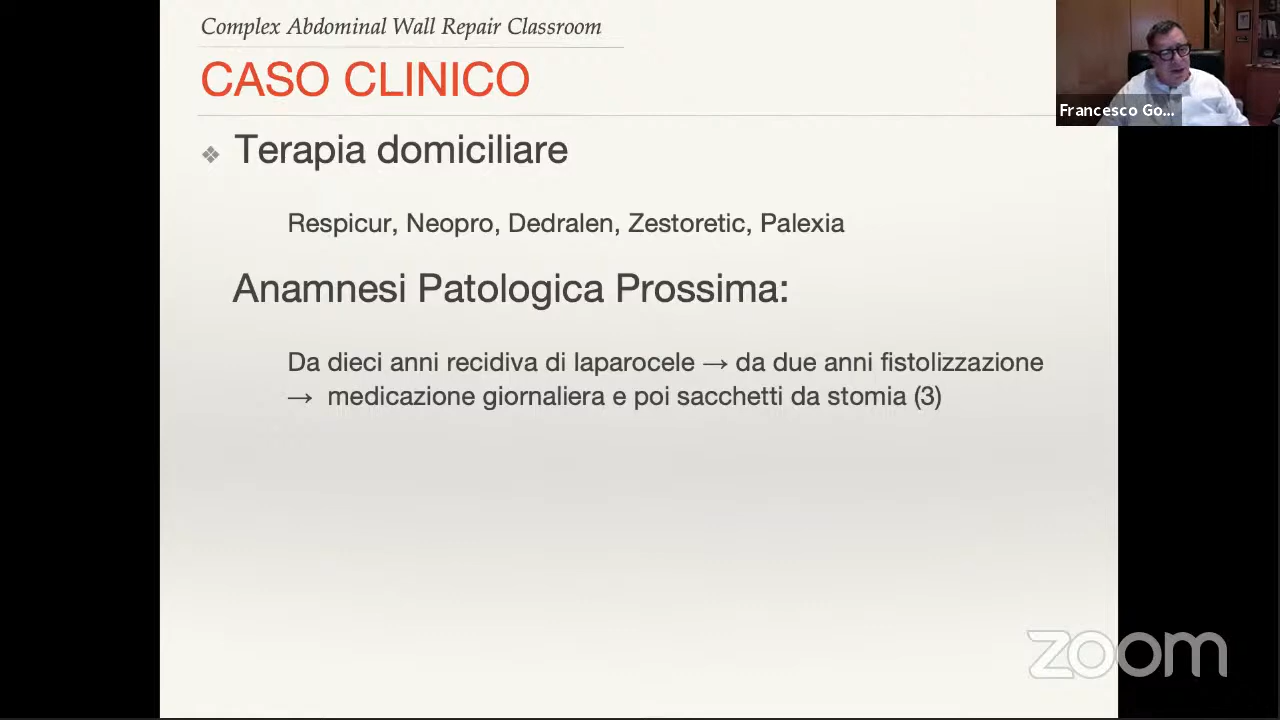 Complex Abdominal Wall Repair Classroom
CASO CLINICO
❖ Terapia domiciliare
Respicur, Neopro, Dedralen, Zestoretic, Palexia
Anamnesi Patologica Prossima:
Da dieci anni recidiva di laparocele → da due anni fistolizzazione
→ medicazione giornaliera e poi sacchetti da stomia (3)
Francesco Go...
zoom